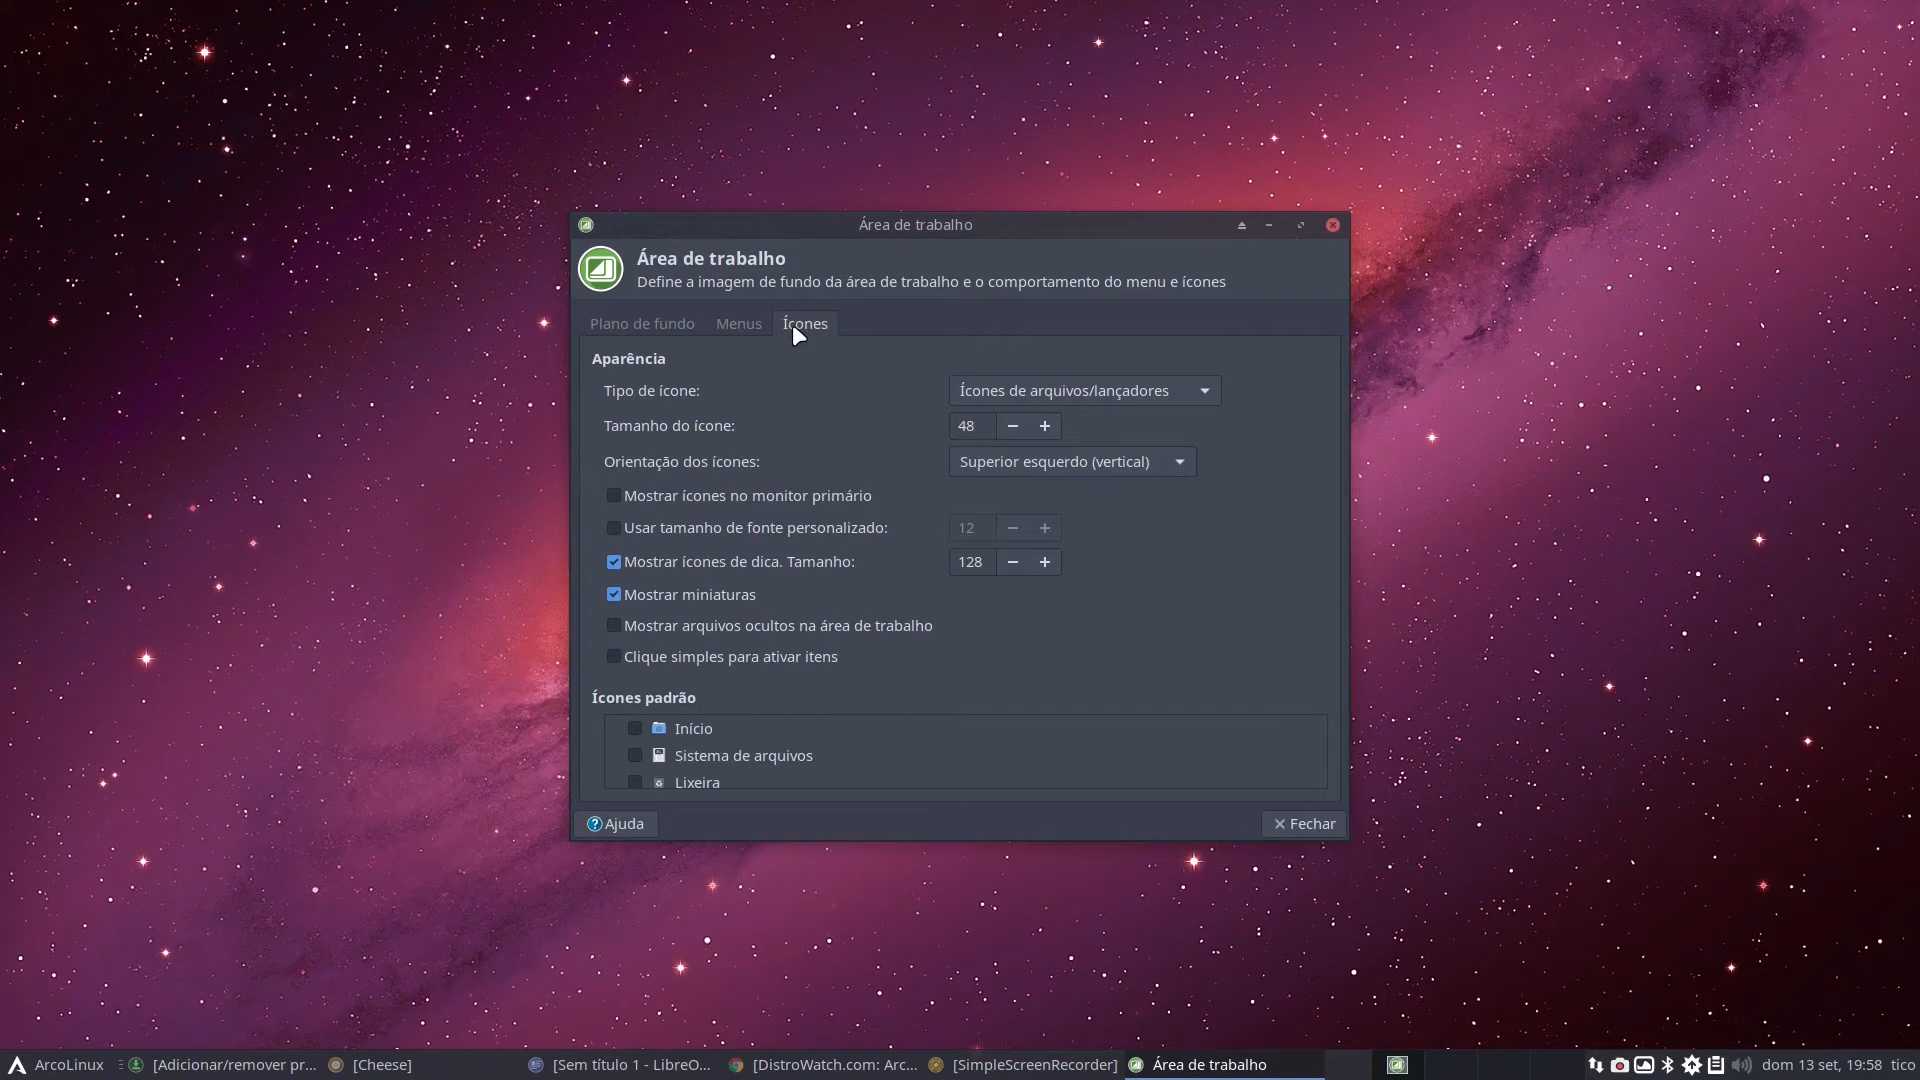 Área de trabalho
Área de trabalho
Define a imagem de fundo da área de trabalho e o comportamento do menu e ícones
Plano de fundo Menus Ícones
Aparência
Tipo de ícone: Ícones de arquivos/lançadores
Tamanho do ícone: 48
Orientação dos ícones: Superior esquerdo (vertical)
Mostrar ícones no monitor primário
Usar tamanho de fonte personalizado: 12
Mostrar ícones de dica. Tamanho: 128
Mostrar miniaturas
Mostrar arquivos ocultos na área de trabalho
Clique simples para ativar itens
Ícones padrão
Início
Sistema de arquivos
Lixeira
Ajuda Fechar
ArcoLinux [Adicionar/remover pr... [Cheese] [Sem título 1 - LibreO... [DistroWatch.com: Arc... [SimpleScreenRecorder] Área de trabalho dom 13 set, 19:58 tico